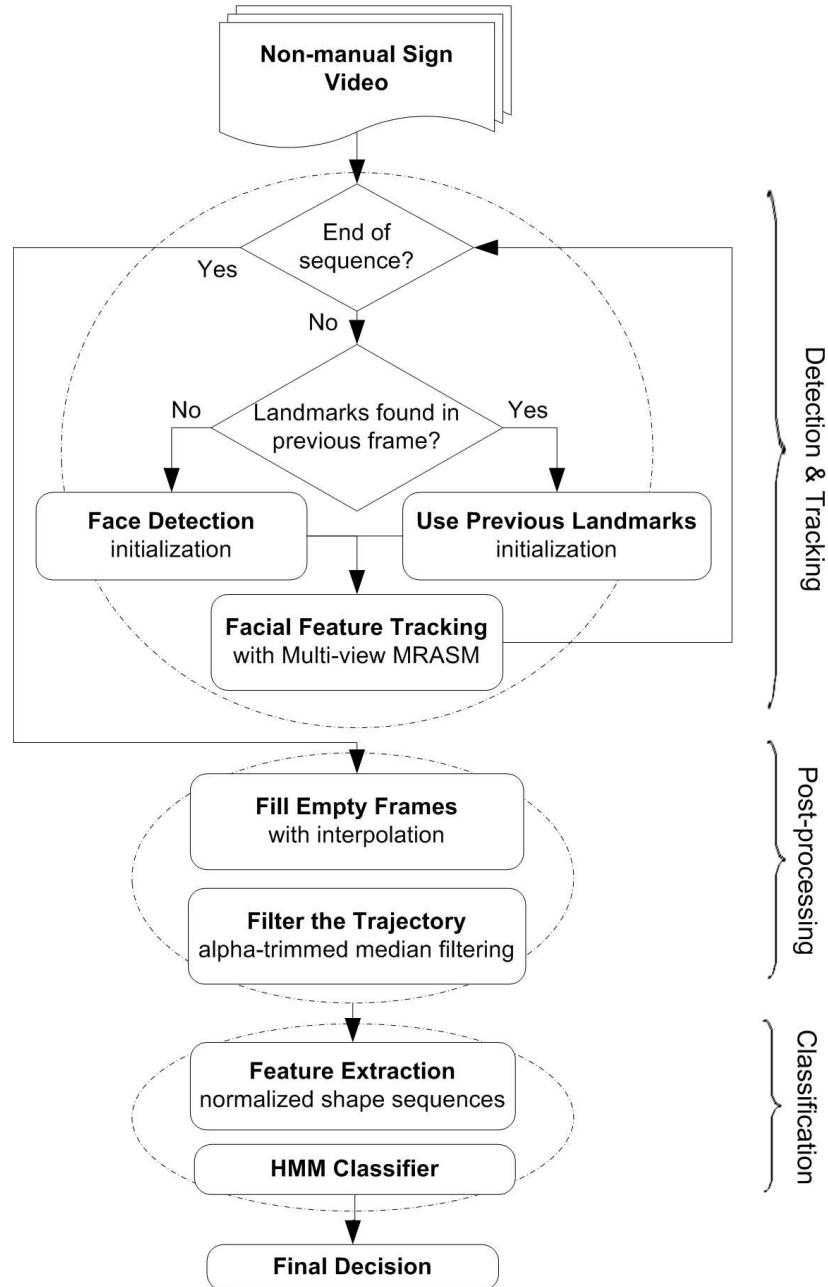 Non-manual Sign
Video
End of
sequence?
Yes
No
Landmarks found in
previous frame?
No
Yes
Face Detection
initialization
Use Previous Landmarks
initialization
Facial Feature Tracking
with Multi-view MRASM
Detection & Tracking
Fill Empty Frames
with interpolation
Filter the Trajectory
alpha-trimmed median filtering
Post-processing
Feature Extraction
normalized shape sequences
HMM Classifier
Classification
Final Decision